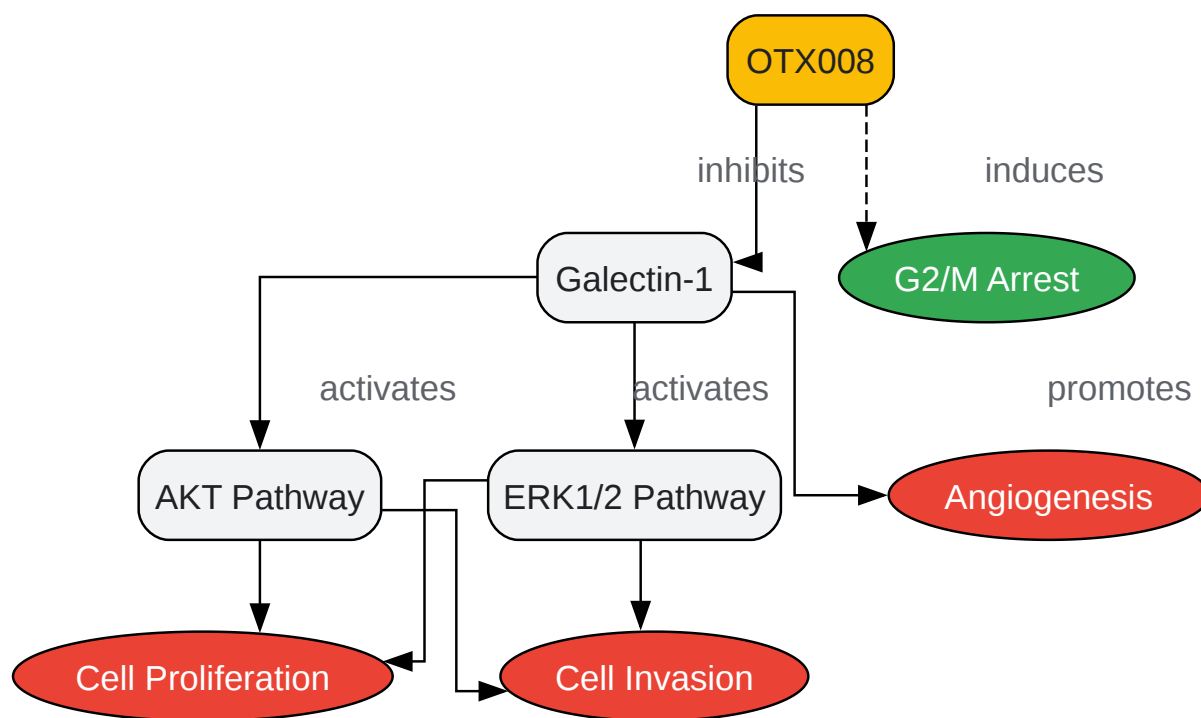 OTX008
inhibits
induces
Galectin-1
G2/M Arrest
activates
activates
promotes
AKT Pathway
ERK1/2 Pathway
Angiogenesis
Cell Proliferation
Cell Invasion